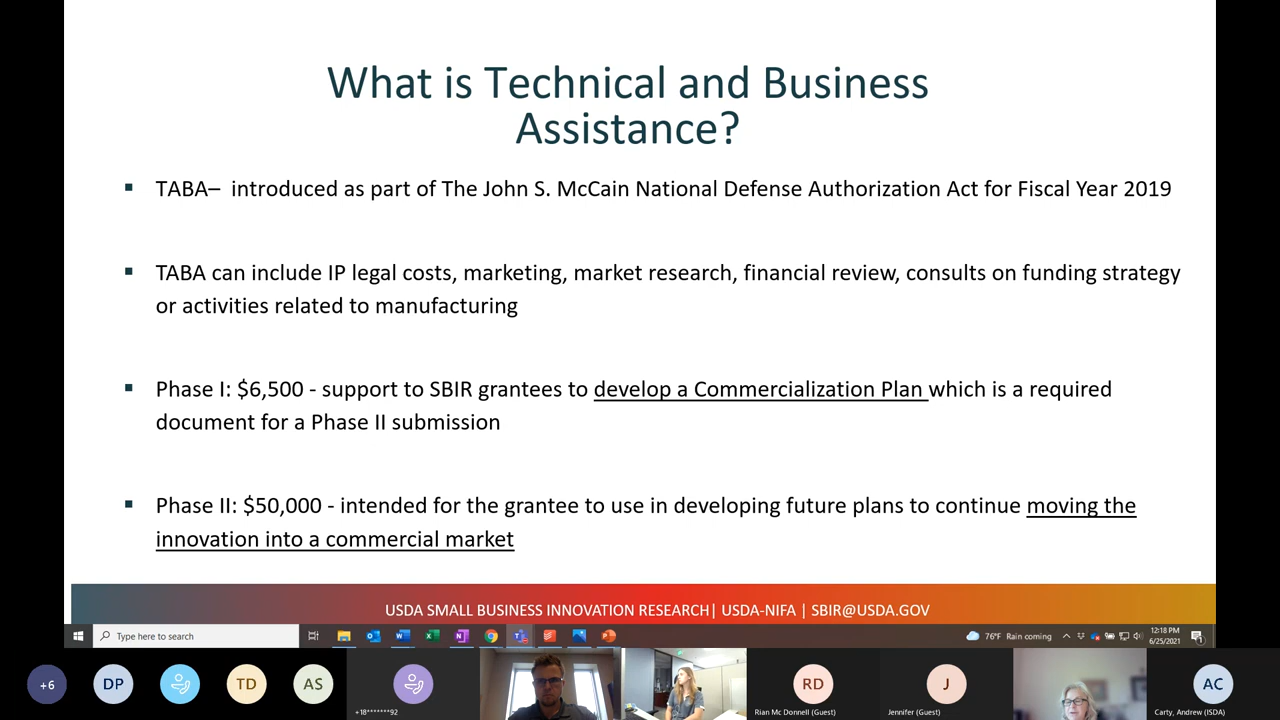 What is Technical and Business
Assistance?
TABA– introduced as part of The John S. McCain National Defense Authorization Act for Fiscal Year 2019
TABA can include IP legal costs, marketing, market research, financial review, consults on funding strategy
or activities related to manufacturing
Phase I: $6,500 - support to SBIR grantees to develop a Commercialization Plan which is a required
document for a Phase II submission
Phase II: $50,000 - intended for the grantee to use in developing future plans to continue moving the
innovation into a commercial market
USDA SMALL BUSINESS INNOVATION RESEARCH| USDA-NIFA | SBIR@USDA.GOV
Type here to search
76°F Rain coming
12:18 PM
6/25/2021
+6
DP
TD
AS
+18*******92
RD
Rian Mc Donnell (Guest)
J
Jennifer (Guest)
AC
Carty, Andrew (ISDA)